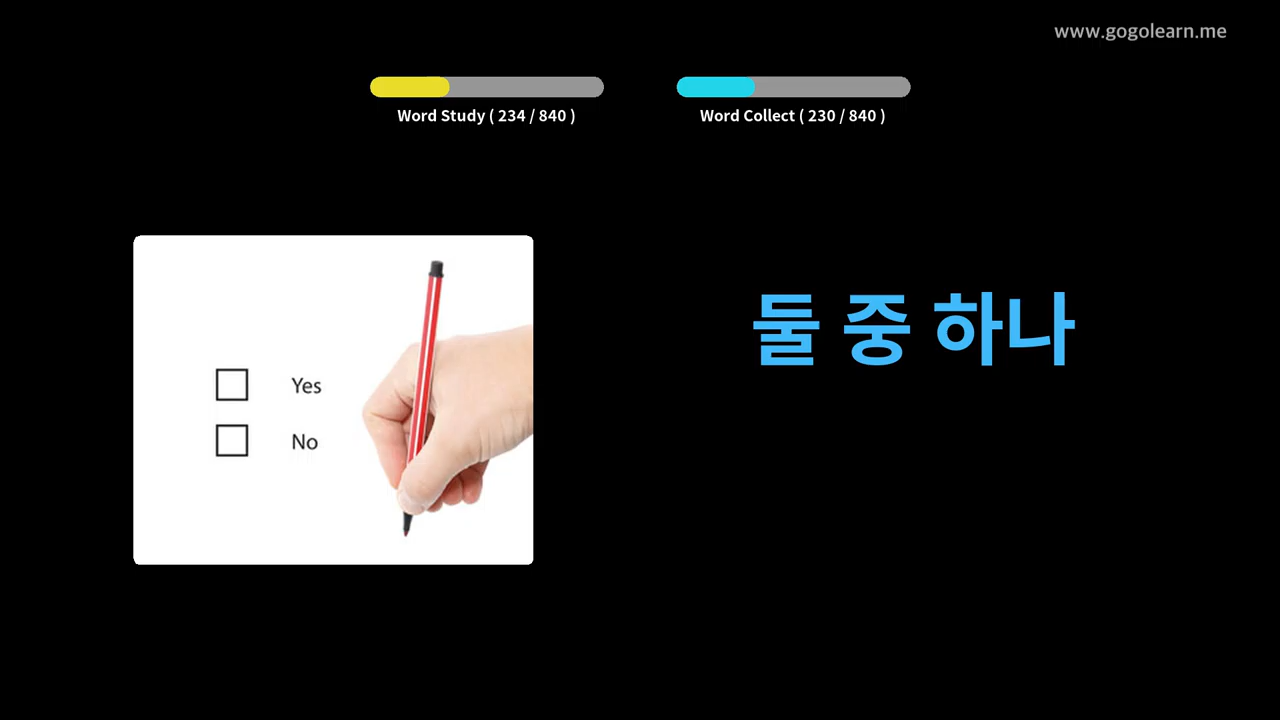 www.gogolearn.me
Word Study ( 234 / 840 )
Word Collect ( 230 / 840 )
Yes
No
둘 중 하나